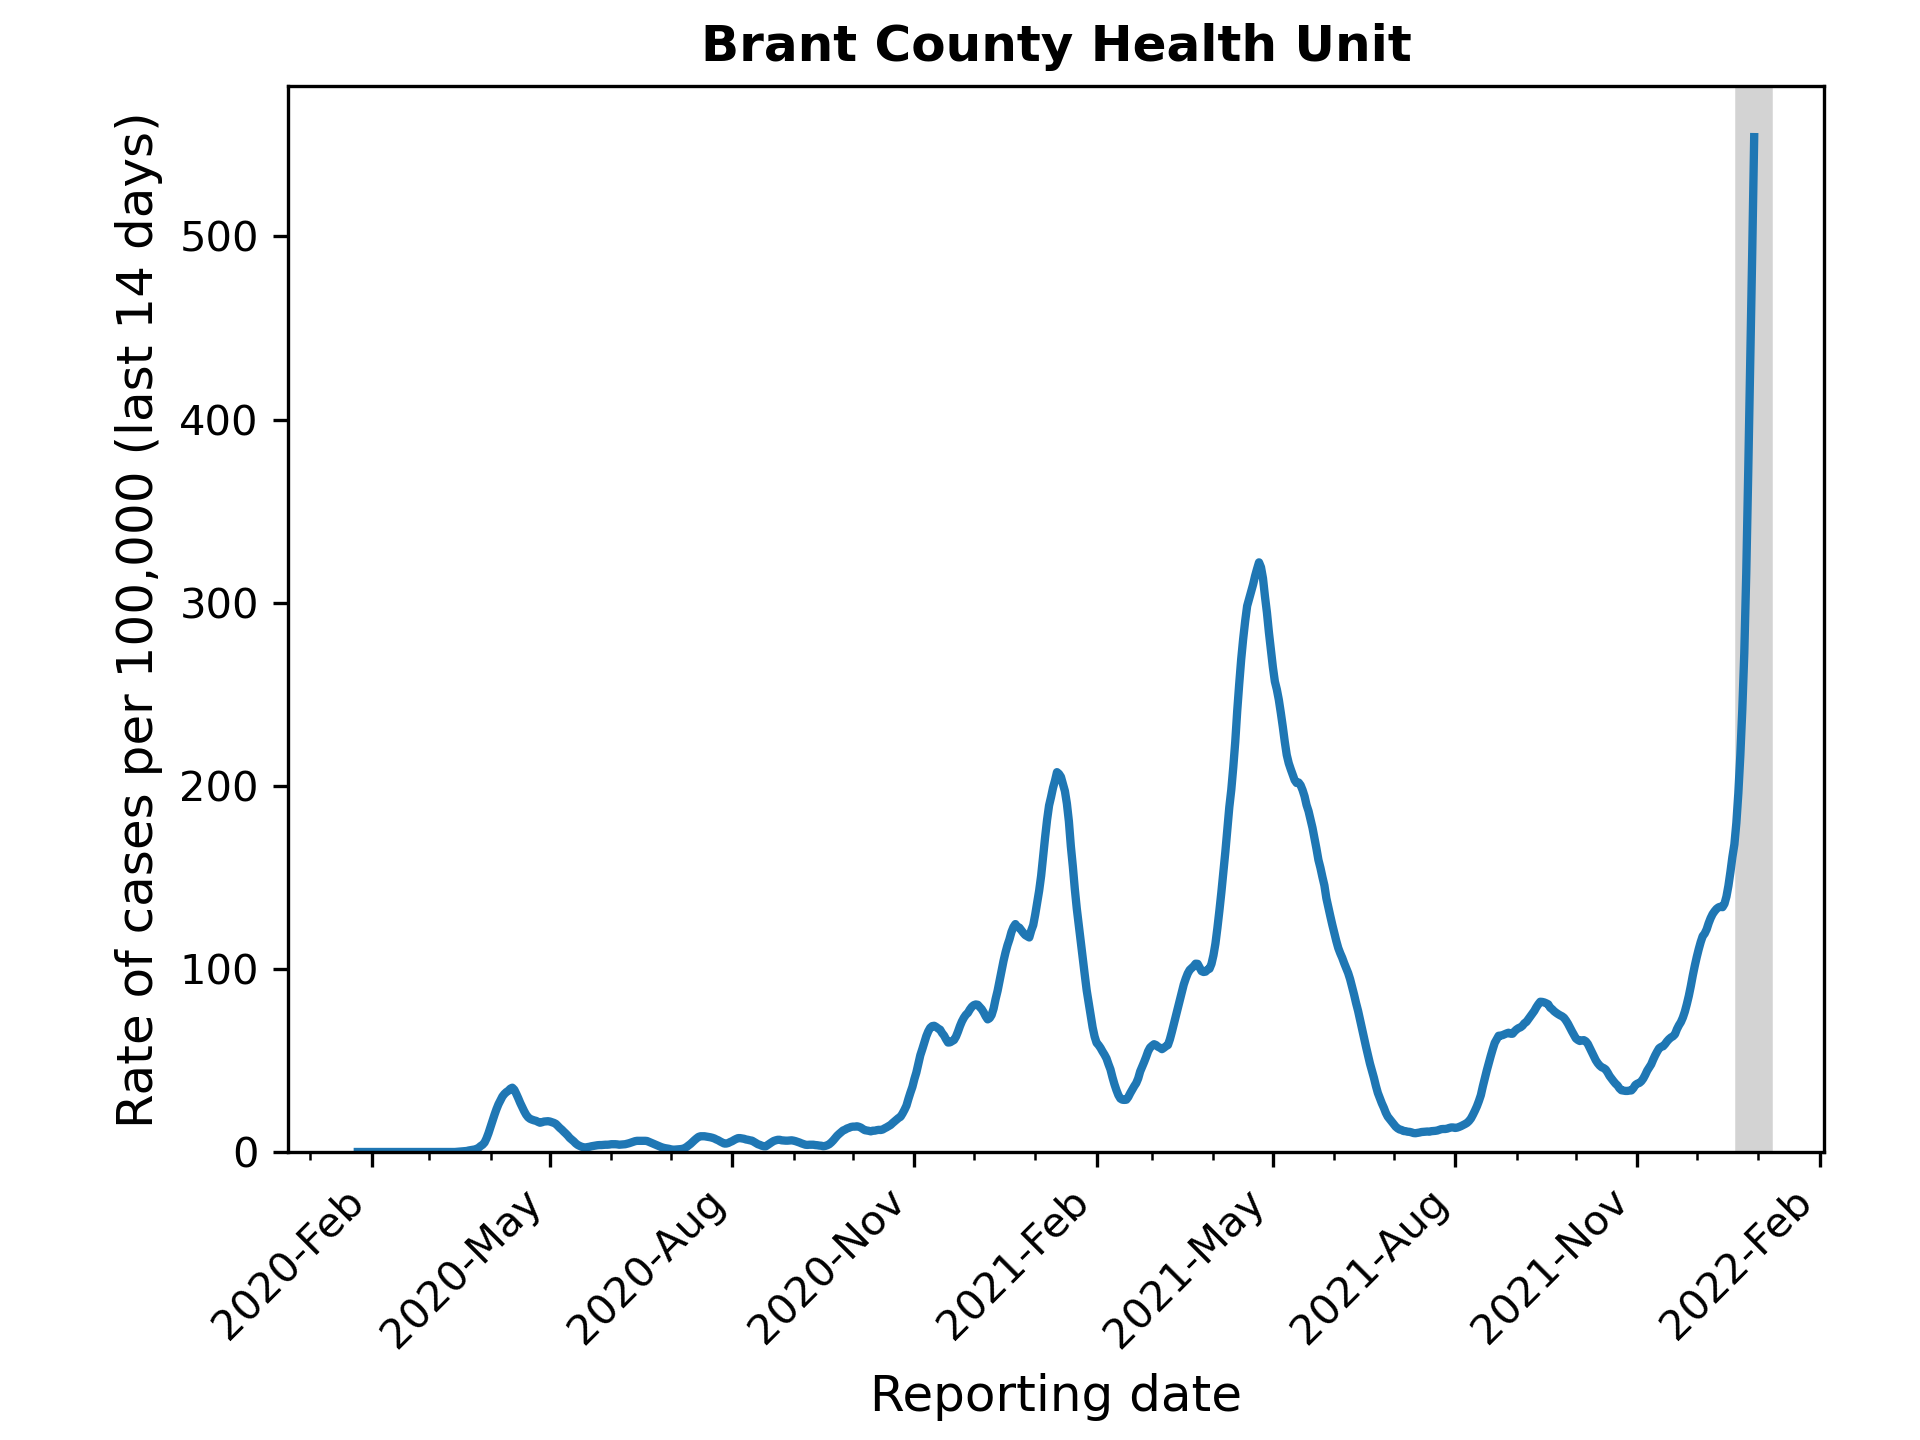 Brant County Health Unit
Rate of cases per 100,000 (last 14 days)
500
400
300
200
100
0
2020-Feb
2020-May
2020-Aug
2020-Nov
2021-Feb
2021-May
2021-Aug
2021-Nov
2022-Feb
Reporting date